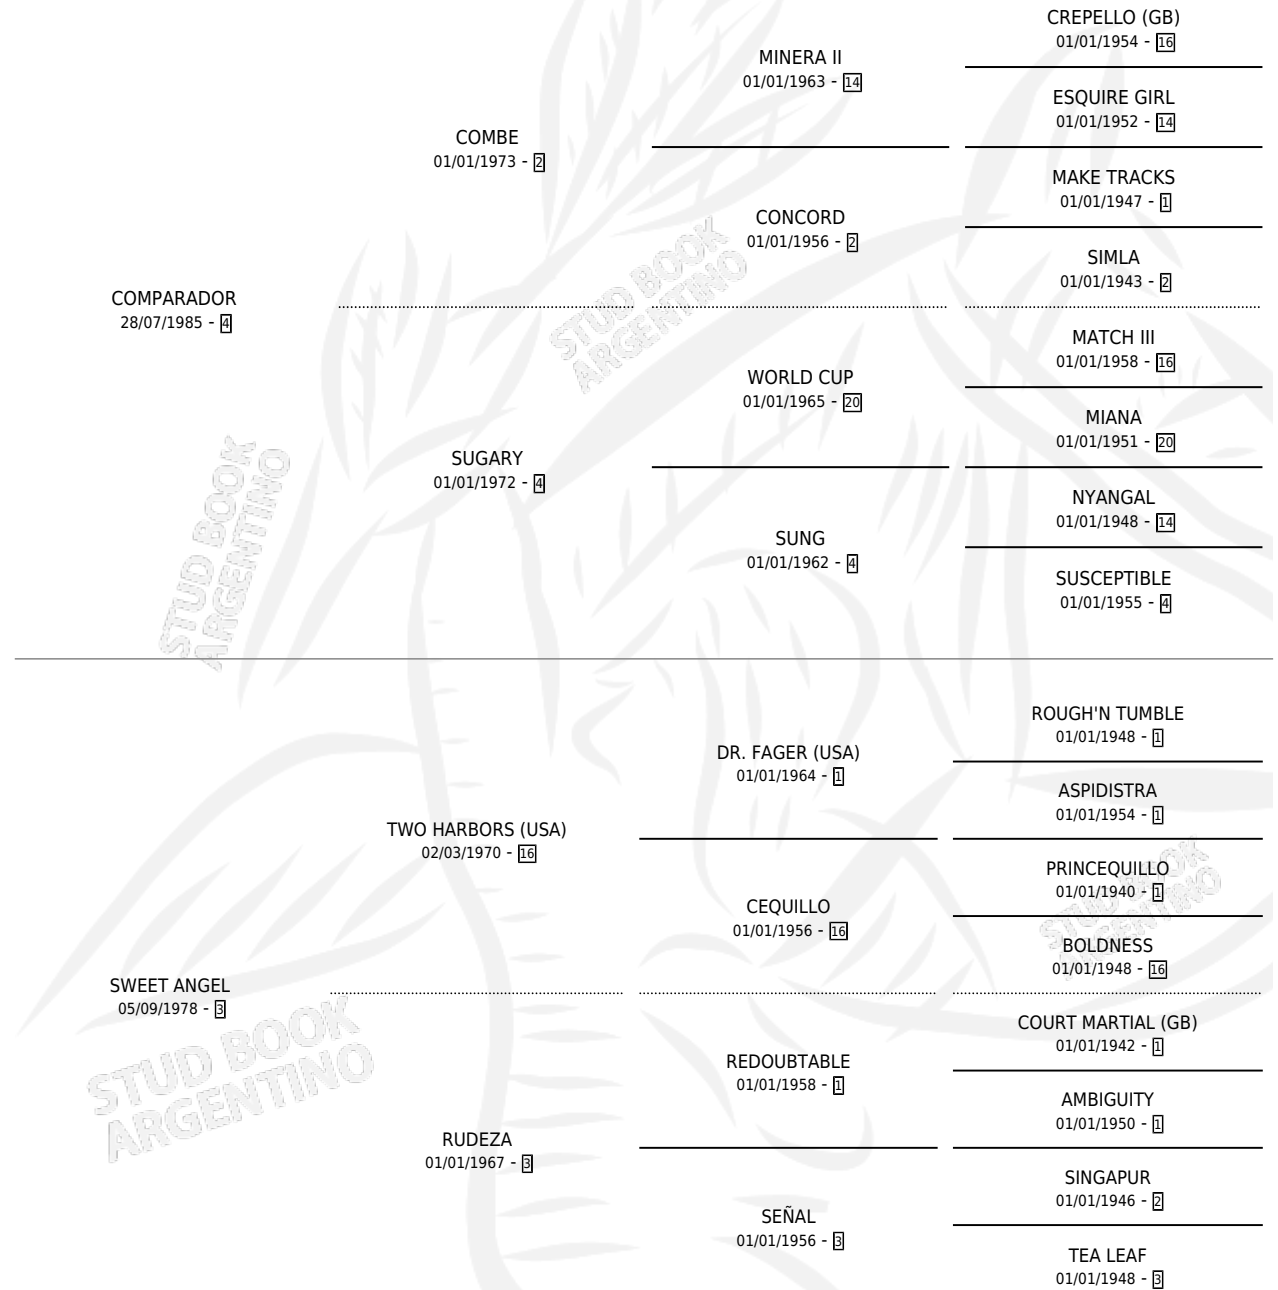 CREPELLO (GB)
01/01/1954 - 16
MINERA II
01/01/1963 - 14
ESQUIRE GIRL
01/01/1952 - 14
COMBE
01/01/1973 - 2
MAKE TRACKS
01/01/1947 - 1
CONCORD
01/01/1956 - 2
SIMLA
01/01/1943 - 2
COMPARADOR
28/07/1985 - 4
STUD BOOK
ARGENTINO
MATCH III
01/01/1958 - 16
WORLD CUP
01/01/1965 - 20
MIANA
01/01/1951 - 20
SUGARY
01/01/1972 - 4
NYANGAL
01/01/1948 - 14
SUNG
01/01/1962 - 4
SUSCEPTIBLE
01/01/1955 - 4
STUD BOOK
ARGENTINO
ROUGH'N TUMBLE
01/01/1948 - 1
DR. FAGER (USA)
01/01/1964 - 1
ASPIDISTRA
01/01/1954 - 1
TWO HARBORS (USA)
02/03/1970 - 16
PRINCEQUILLO
01/01/1940 - 1
CEQUILLO
01/01/1956 - 16
BOLDNESS
01/01/1948 - 16
STUD BOOK
ARGENTINO
SWEET ANGEL
05/09/1978 - 3
COURT MARTIAL (GB)
01/01/1942 - 1
REDOUBTABLE
01/01/1958 - 1
AMBIGUITY
01/01/1950 - 1
STUD BOOK
ARGENTINO
RUDEZA
01/01/1967 - 3
SINGAPUR
01/01/1946 - 2
SEÑAL
01/01/1956 - 3
TEA LEAF
01/01/1948 - 3